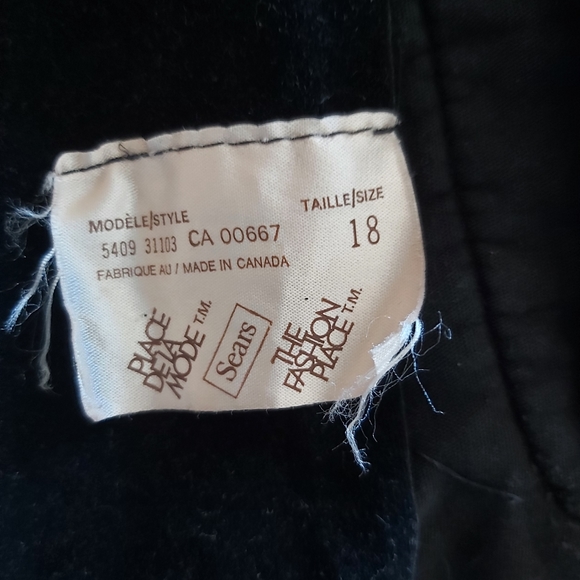 MODÈLE/STYLE
5409 31103 CA 00667
FABRIQUE AU / MADE IN CANADA
TAILLE/SIZE
18
PLACE
DE LA
MODE T.M.
Sears
THE
FASHION
PLACE T.M.